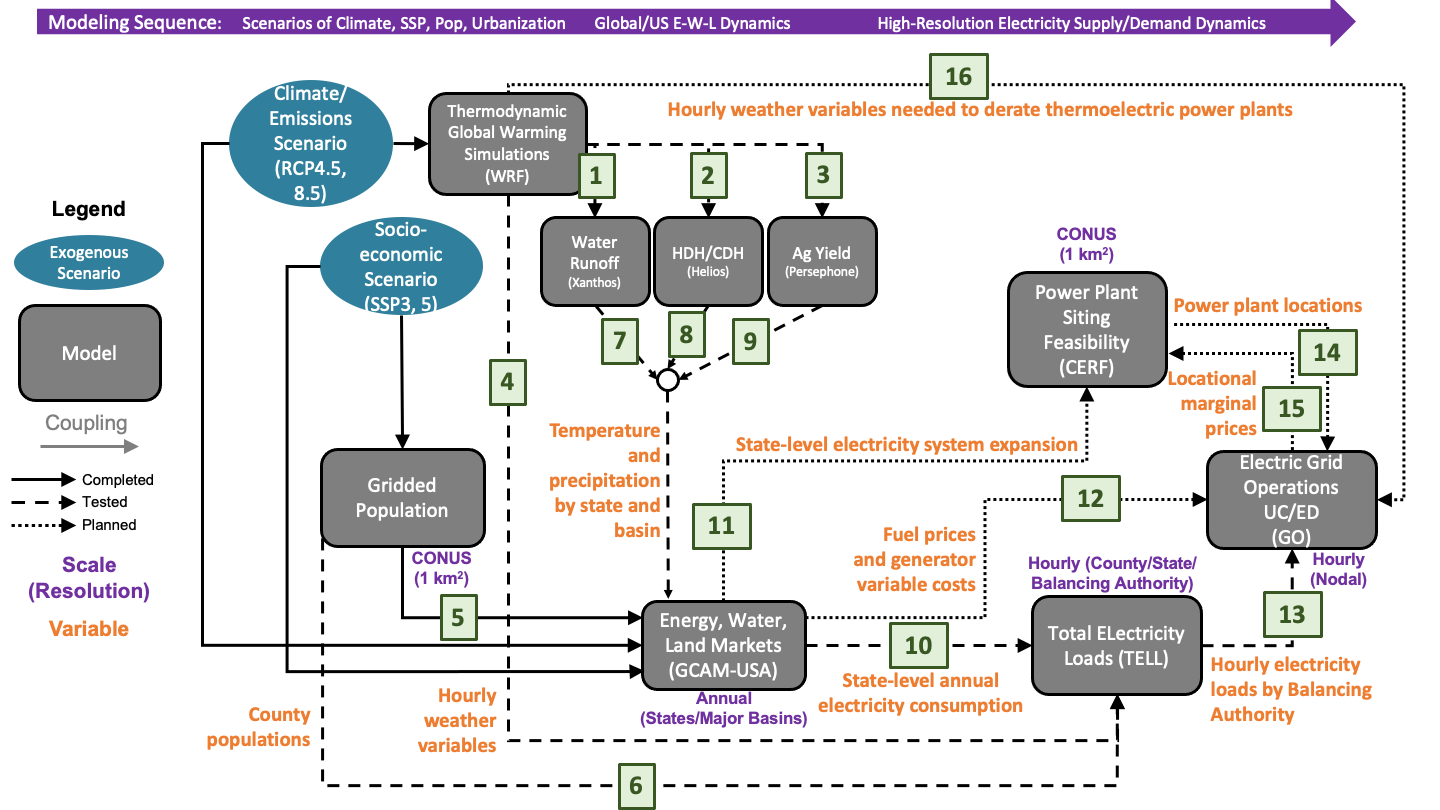 Modeling Sequence: Scenarios of Climate, SSP, Pop, Urbanization Global/US E-W-L Dynamics High-Resolution Electricity Supply/Demand Dynamics
16
Hourly weather variables needed to derate thermoelectric power plants
Climate/
Emissions
Scenario
(RCP4.5,
8.5)
Thermodynamic
Global Warming
Simulations
(WRF)
1
2
3
Legend
Exogenous
Scenario
Model
Coupling
Completed
Tested
Planned
Scale
(Resolution)
Variable
Socio-
economic
Scenario
(SSP3, 5)
Water
Runoff
(Xanthos)
HDH/CDH
(Helios)
Ag Yield
(Persephone)
7
8
9
4
CONUS
(1 km²)
Power Plant
Siting
Feasibility
(CERF)
Power plant locations
14
Locational
marginal
prices
15
Temperature
and
precipitation
by state and
basin
State-level electricity system expansion
11
12
Electric Grid
Operations
UC/ED
(GO)
Hourly
(Nodal)
Gridded
Population
CONUS
(1 km²)
5
Fuel prices
and generator
variable costs
Hourly (County/State/
Balancing Authority)
13
Energy, Water,
Land Markets
(GCAM-USA)
Annual
(States/Major Basins)
10
State-level annual
electricity consumption
Total ELectricity
Loads (TELL)
Hourly electricity
loads by Balancing
Authority
County
populations
Hourly
weather
variables
6